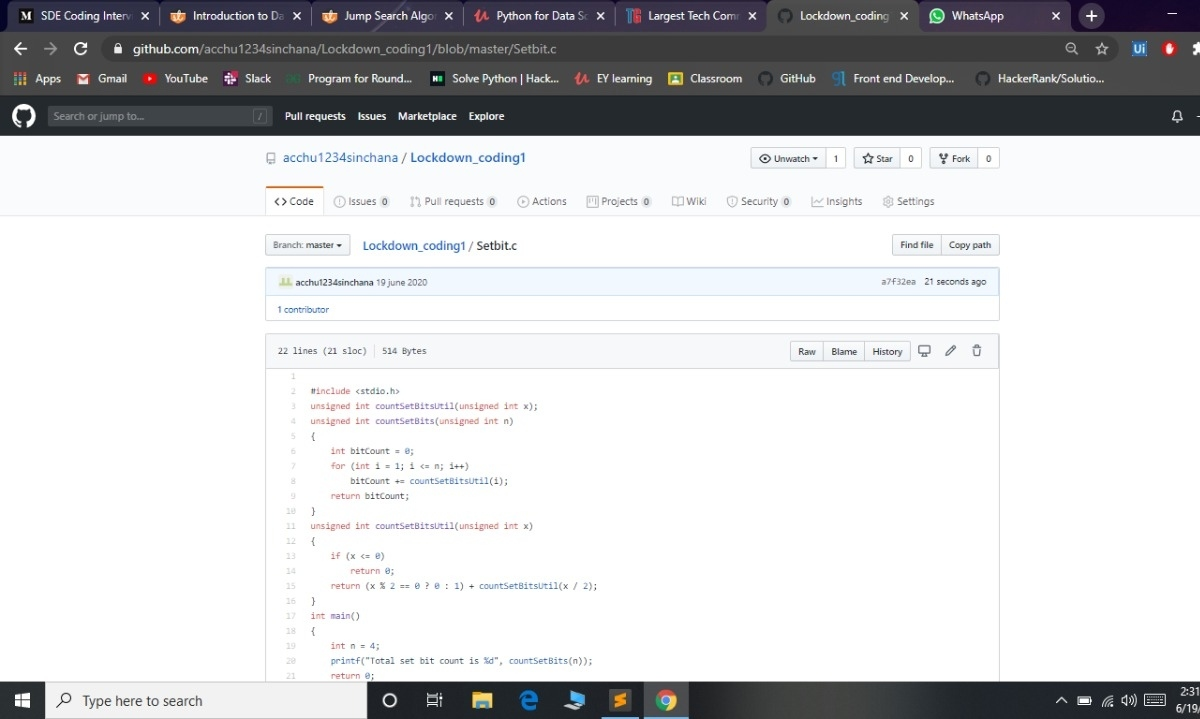 SDE Coding Interv
Introduction to Da
Jump Search Algo
Python for Data Sc
Largest Tech Com
Lockdown_coding
WhatsApp
github.com/acchu1234sinchana/Lockdown_coding1/blob/master/Setbit.c
Apps Gmail YouTube Slack Program for Round... Solve Python | Hack... EY learning Classroom GitHub Front end Develop... HackerRank/Solutio...
Search or jump to... / Pull requests Issues Marketplace Explore
acchu1234sinchana / Lockdown_coding1 Unwatch 1 Star 0 Fork 0
<> Code Issues 0 Pull requests 0 Actions Projects 0 Wiki Security 0 Insights Settings
Branch: master Lockdown_coding1 / Setbit.c Find file Copy path
acchu1234sinchana 19 june 2020 a7f32ea 21 seconds ago
1 contributor
22 lines (21 sloc) 514 Bytes Raw Blame History
1
2 #include <stdio.h>
3 unsigned int countSetBitsUtil(unsigned int x);
4 unsigned int countSetBits(unsigned int n)
5 {
6 int bitCount = 0;
7 for (int i = 1; i <= n; i++)
8 bitCount += countSetBitsUtil(i);
9 return bitCount;
10 }
11 unsigned int countSetBitsUtil(unsigned int x)
12 {
13 if (x <= 0)
14 return 0;
15 return (x % 2 == 0 ? 0 : 1) + countSetBitsUtil(x / 2);
16 }
17 int main()
18 {
19 int n = 4;
20 printf("Total set bit count is %d", countSetBits(n));
21 return 0;
Type here to search
2:31
6/19/